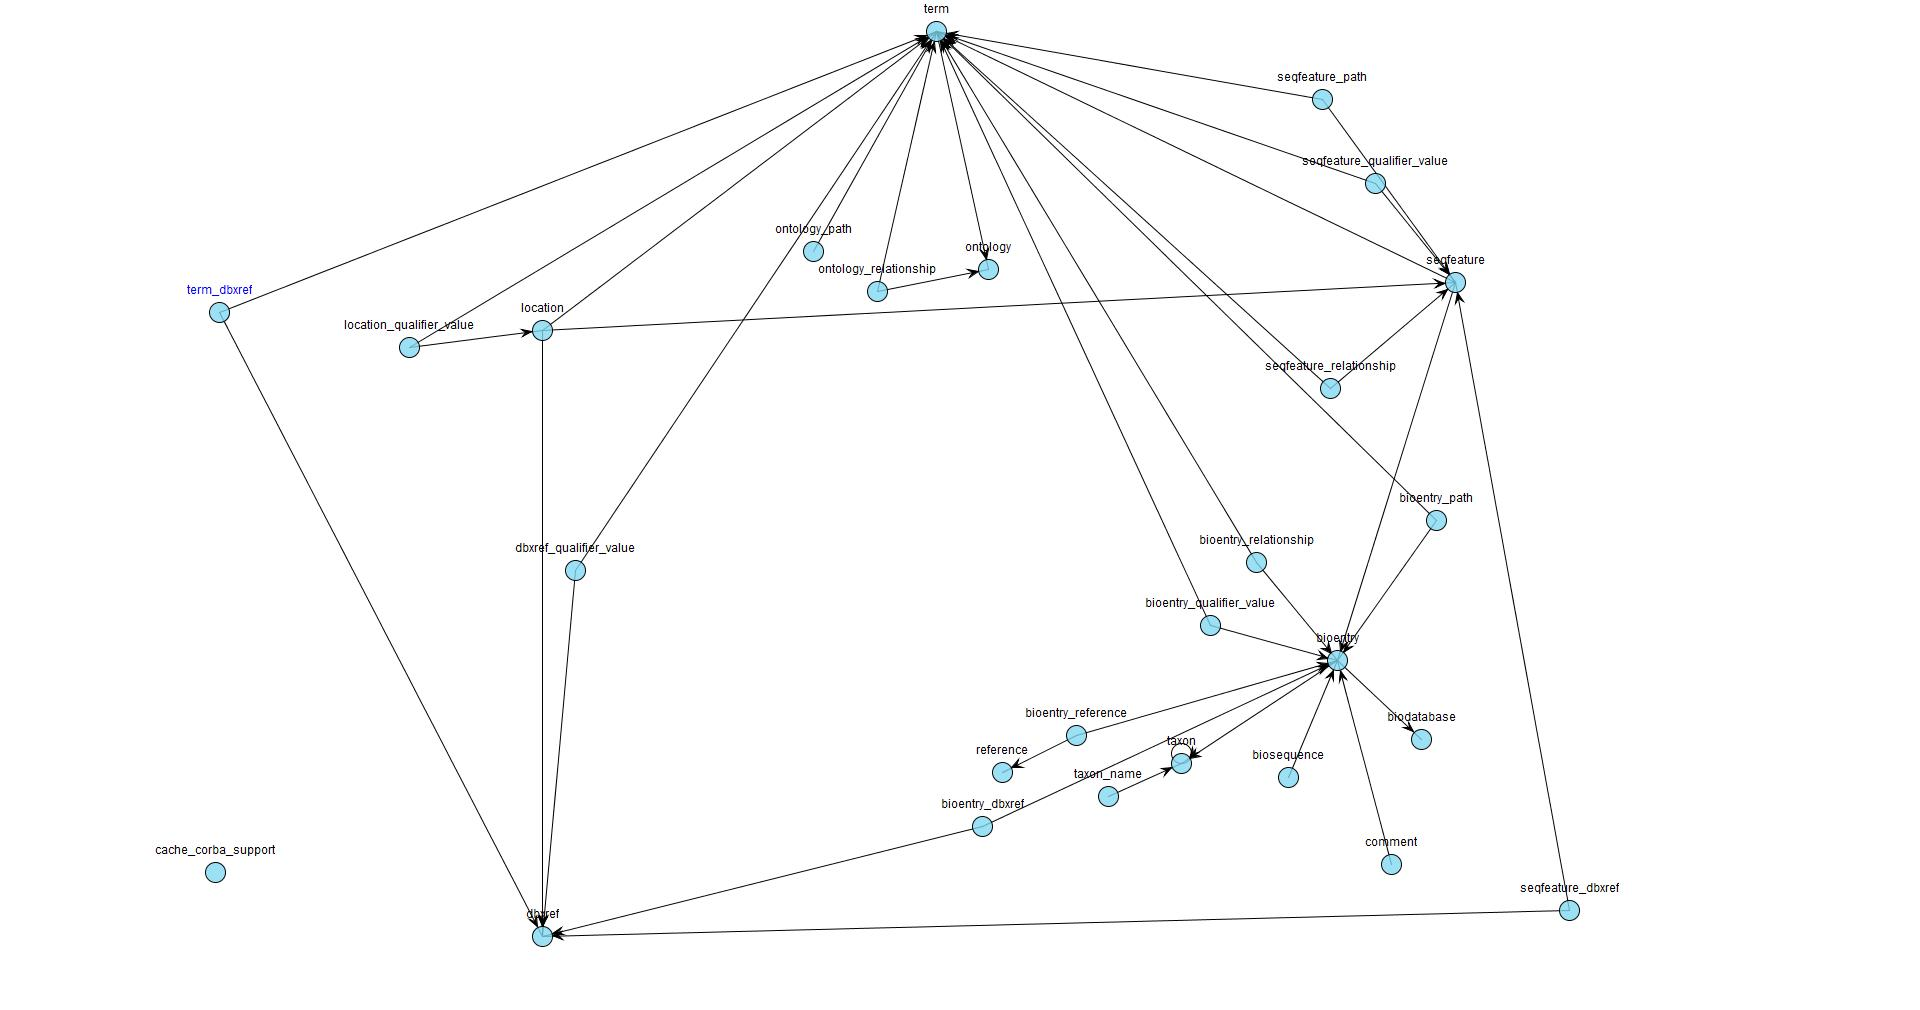 term
seqfeature_path
seqfeature_qualifier_value
ontology_path
ontology
seqfeature
ontology_relationship
term_dbxref
location
location_qualifier_value
seqfeature_relationship
bioentry_path
bioentry_relationship
dbxref_qualifier_value
bioentry_qualifier_value
bioentry
bioentry_reference
biodatabase
taxon
reference
biosequence
taxon_name
bioentry_dbxref
comment
cache_corba_support
seqfeature_dbxref
dbxref